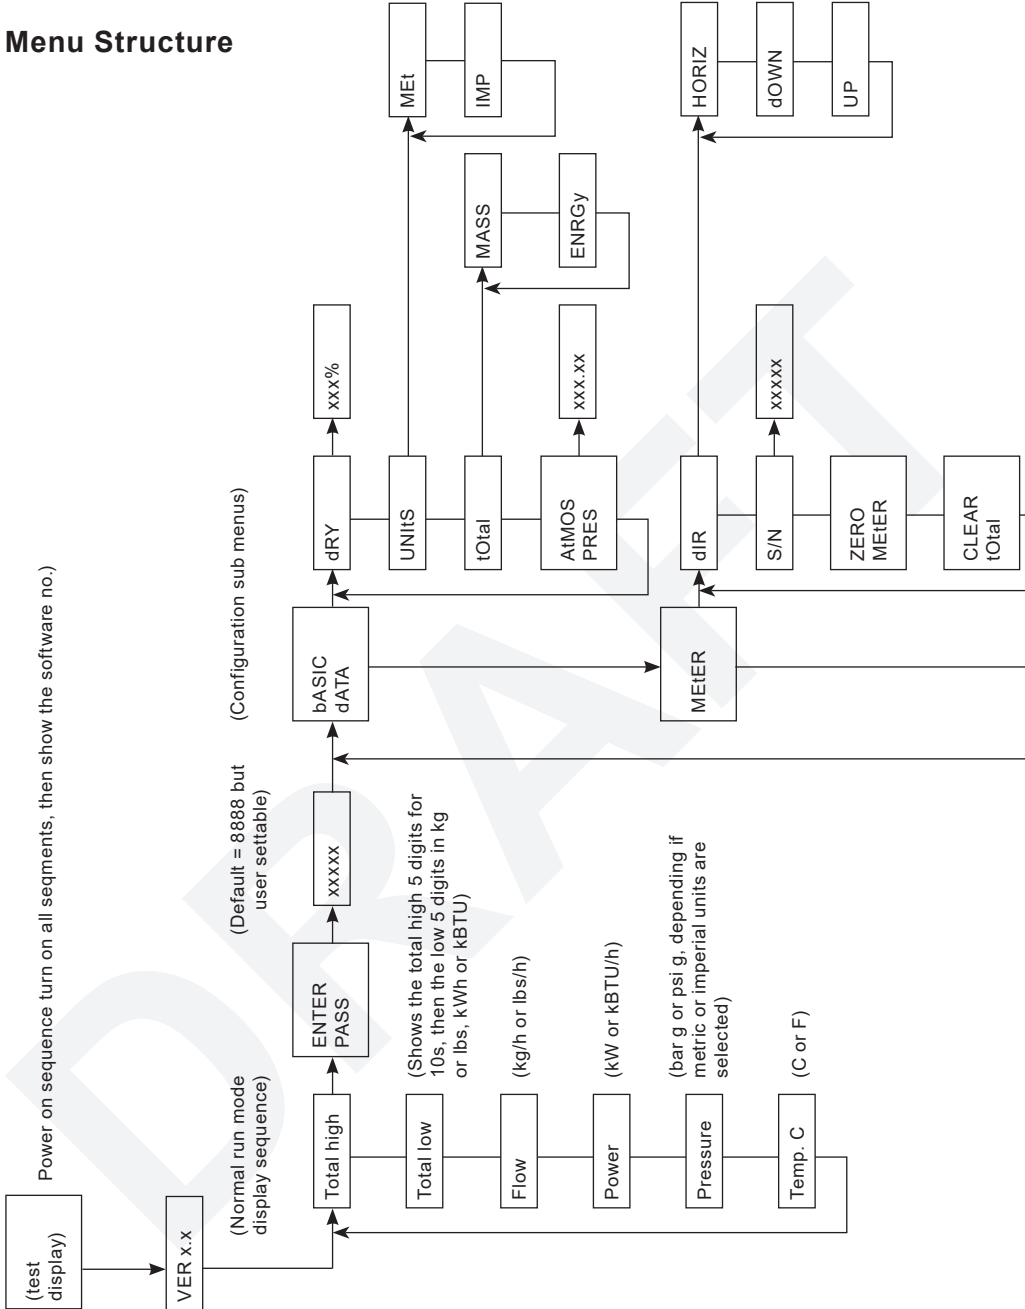 Menu Structure
(test
display)
Power on sequence turn on all seqments, then show the software no.)
VER x.x
(Normal run mode
display sequence)
Total high
Total low
(Shows the total high 5 digits for
10s, then the low 5 digits in kg
or lbs, kWh or kBTU)
Flow
(kg/h or lbs/h)
Power
(kW or kBTU/h)
Pressure
(bar g or psi g, depending if
metric or imperial units are
selected)
Temp. C
(C or F)
ENTER
PASS
(Default = 8888 but
user settable)
xxxxx
(Configuration sub menus)
bASIC
dATA
dRY
xxx%
UNItS
MEt
IMP
tOtal
MASS
ENRGy
AtMOS
PRES
xxx.xx
MEtER
dIR
HORIZ
dOWN
UP
S/N
xxxxx
ZERO
MEtER
CLEAR
tOtal
DRAFT